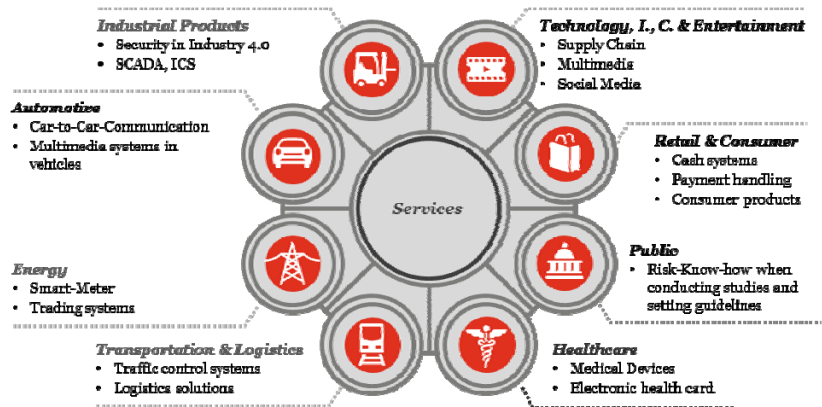 Industrial Products
• Security in Industry 4.0
• SCADA, ICS
Technology, I., C. & Entertainment
• Supply Chain
• Multimedia
• Social Media
Automotive
• Car-to-Car-Communication
• Multimedia systems in
vehicles
Retail & Consumer
• Cash systems
• Payment handling
• Consumer products
Services
Energy
• Smart-Meter
• Trading systems
Public
• Risk-Know-how when
conducting studies and
setting guidelines
Transportation & Logistics
• Traffic control systems
• Logistics solutions
Healthcare
• Medical Devices
• Electronic health card